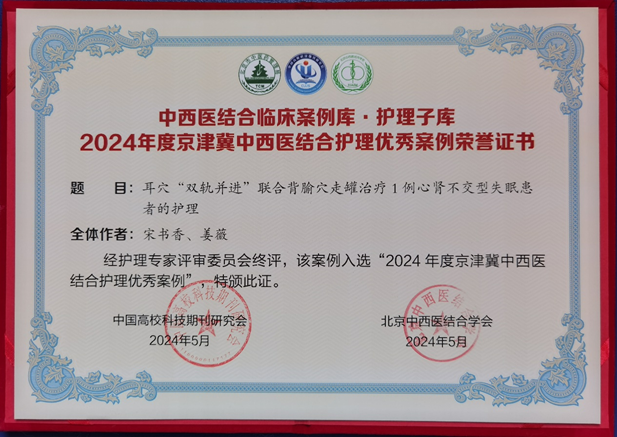 中西医结合临床案例库·护理子库
2024年度京津冀中西医结合护理优秀案例荣誉证书
题 目：耳穴“双轨并进”联合背腧穴走罐治疗1例心肾不交型失眠患
者的护理
全体作者：宋书香、姜薇
经护理专家评审委员会终评，该案例入选“2024年度京津冀中西医
结合护理优秀案例”，特颁此证。
中国高校科技期刊研究会
2024年5月
北京中西医结合学会
2024年5月